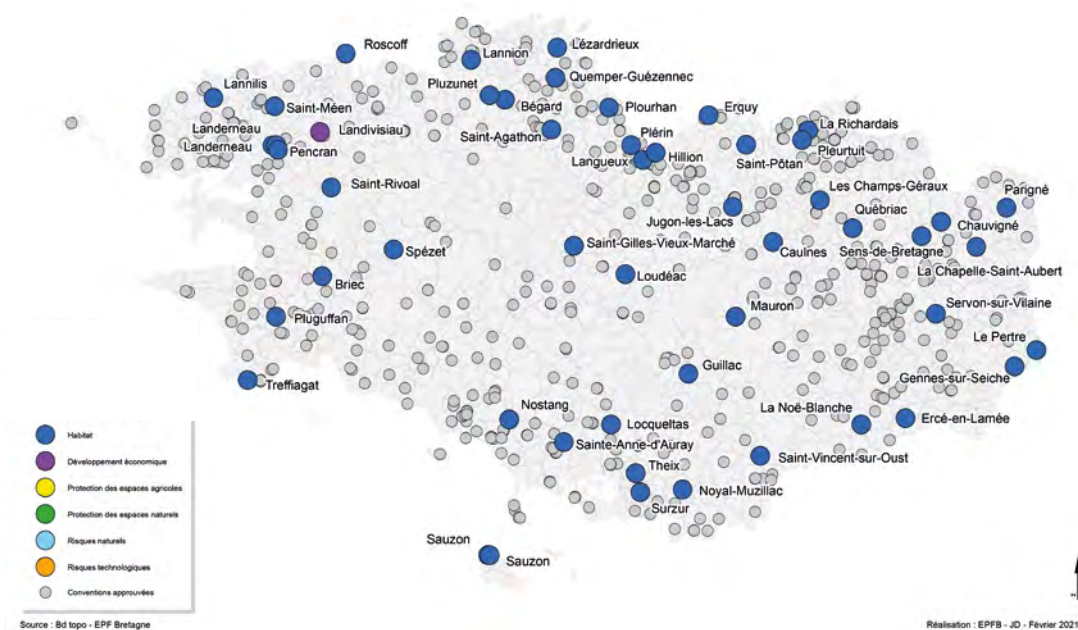 Roscoff
Lannion
Lézardrieux
Quemper-Guézennec
Lannilis
Pluzunet
Saint-Méen
Bégard
Plourhan
Erquy
La Richardais
Landerneau
Landivisiau
Saint-Agathon
Plérin
Landerneau
Pencran
Langueux
Hillion
Saint-Pôtan
Pleurtuit
Saint-Rivoal
Les Champs-Géraux
Parigné
Jugon-les-Lacs
Québriac
Chauvigné
Spézet
Saint-Gilles-Vieux-Marché
Caulnes
Sens-de-Bretagne
Loudéac
La Chapelle-Saint-Aubert
Briec
Mauron
Servon-sur-Vilaine
Pluguffan
Le Pertre
Guillac
Gennes-sur-Seiche
Treffiagat
Nostang
Locqueltas
La Noë-Blanche
Ercé-en-Lamée
Sainte-Anne-d'Auray
Saint-Vincent-sur-Oust
Theix
Noyal-Muzillac
Surzur
Sauzon
Sauzon
Habitat
Développement économique
Protection des espaces agricoles
Protection des espaces naturels
Risques naturels
Risques technologiques
Conventions approuvées
Source : Bd topo - EPF Bretagne
Réalisation : EPFB - JD - Février 2021